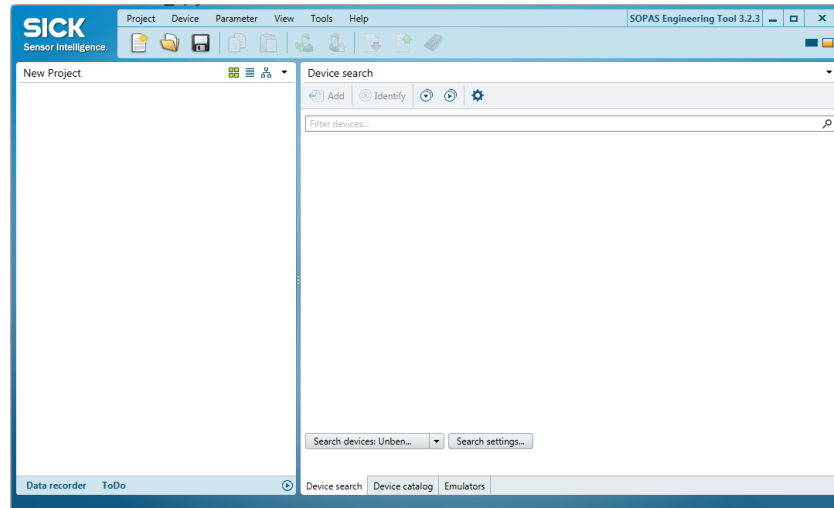 SICK
Sensor Intelligence.
Project Device Parameter View Tools Help
SOPAS Engineering Tool 3.2.3
New Project
Device search
Add Identify
Filter devices...
Search devices: Unben... Search settings...
Data recorder ToDo
Device search Device catalog Emulators